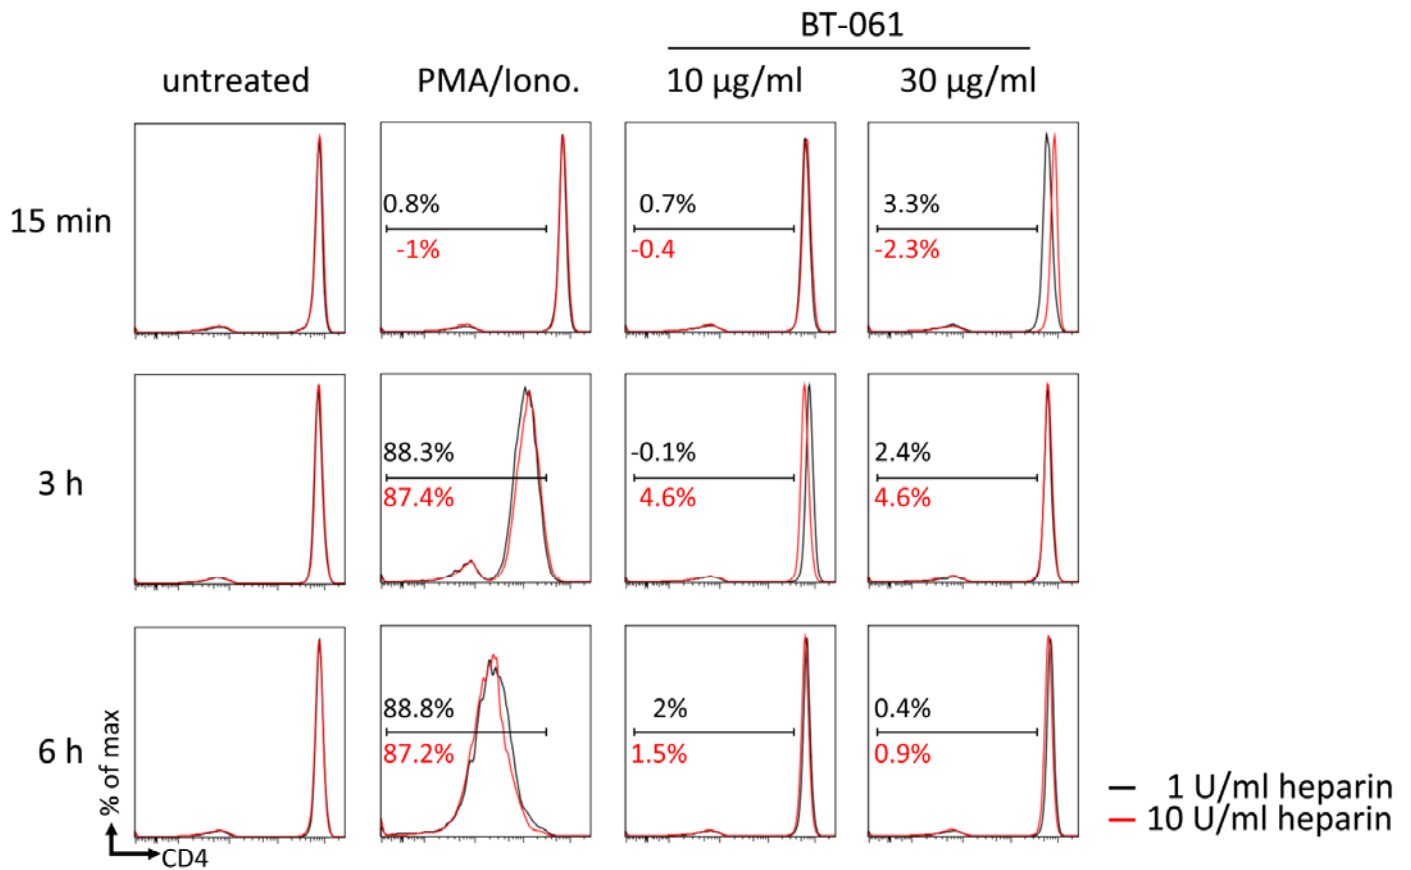 BT-061
untreated
PMA/Iono.
10 µg/ml
30 µg/ml
15 min
0.8%
-1%
0.7%
-0.4
3.3%
-2.3%
3 h
88.3%
87.4%
-0.1%
4.6%
2.4%
4.6%
6 h
88.8%
87.2%
2%
1.5%
0.4%
0.9%
% of max
CD4
1 U/ml heparin
10 U/ml heparin